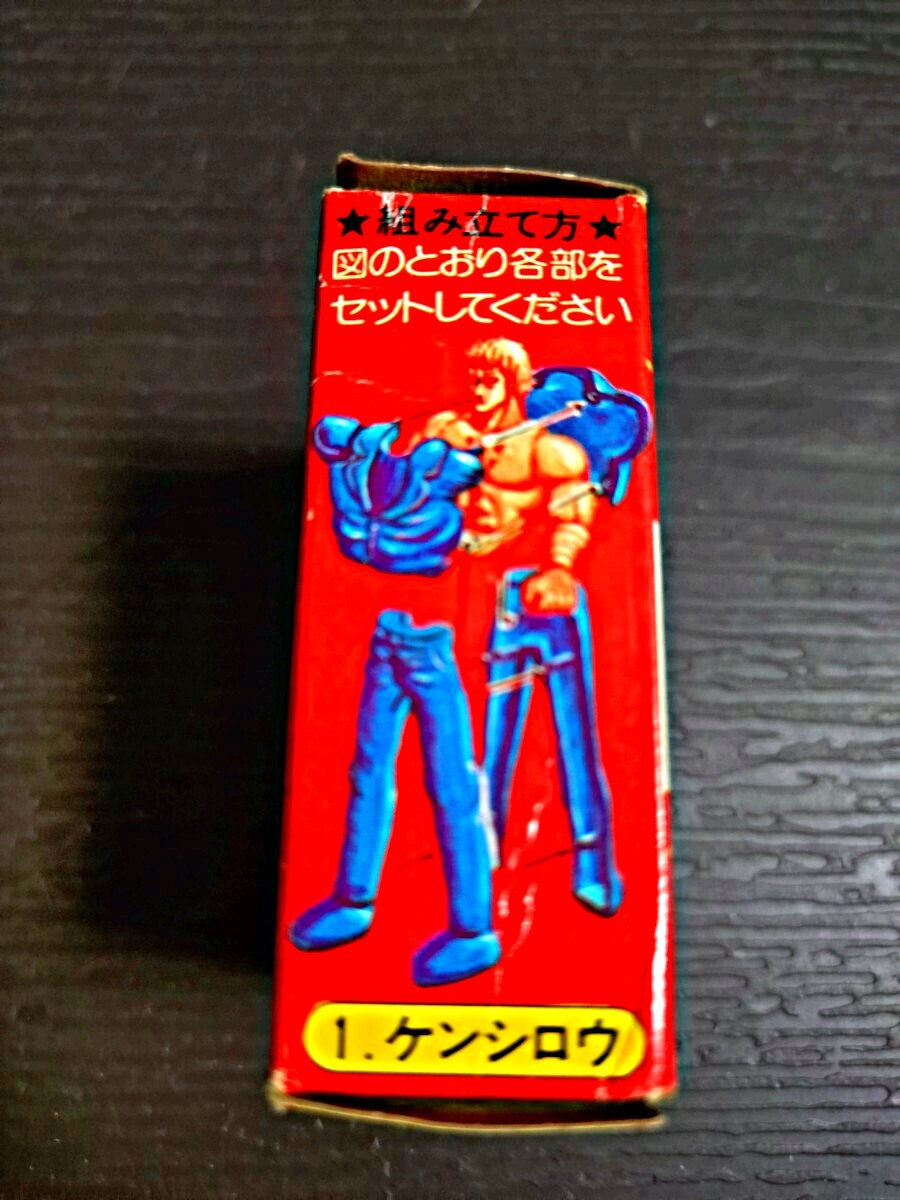 ★組み立て方★
図のとおり各部を
セットしてください
1.ケンシロウ